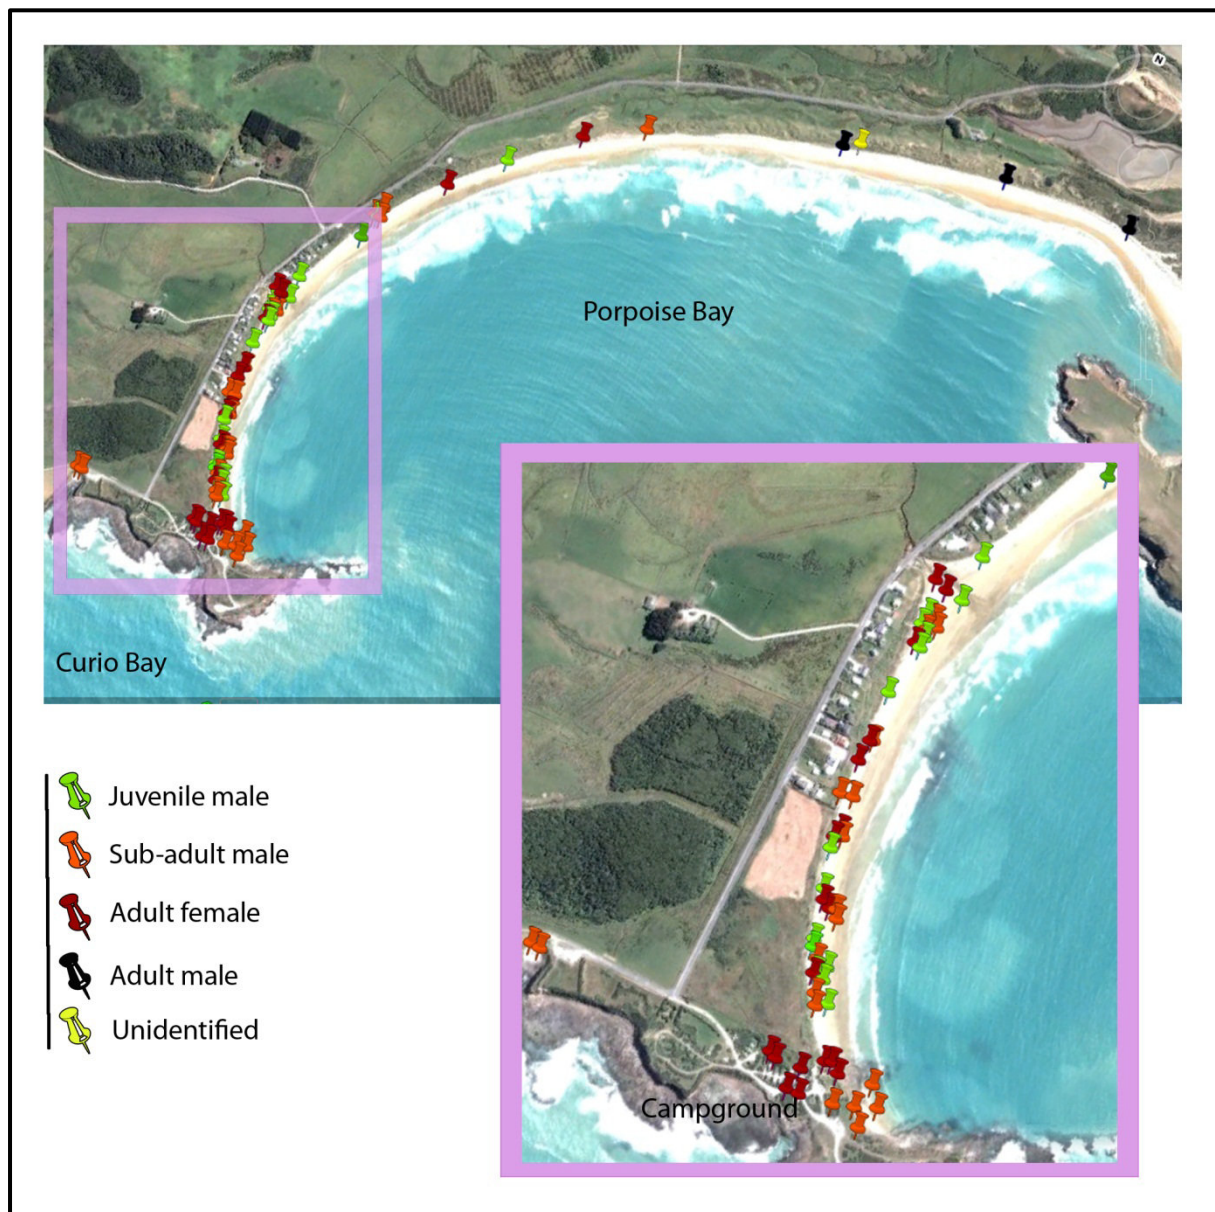 N
Porpoise Bay
Curio Bay
Campground
Juvenile male
Sub-adult male
Adult female
Adult male
Unidentified